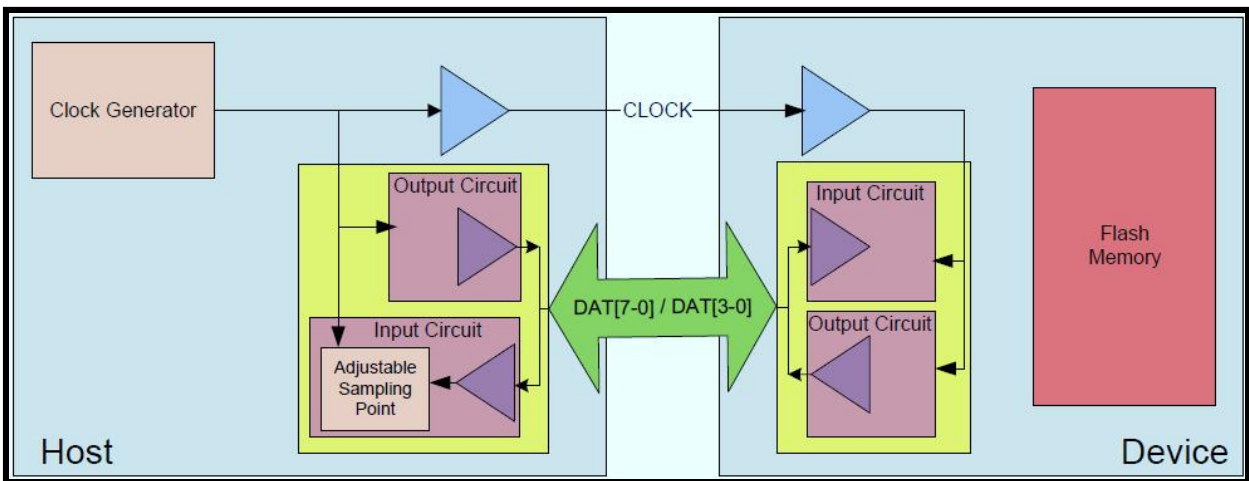 Clock Generator
CLOCK
Output Circuit
Input Circuit
Adjustable
Sampling
Point
DAT[7-0] / DAT[3-0]
Input Circuit
Output Circuit
Flash
Memory
Host
Device